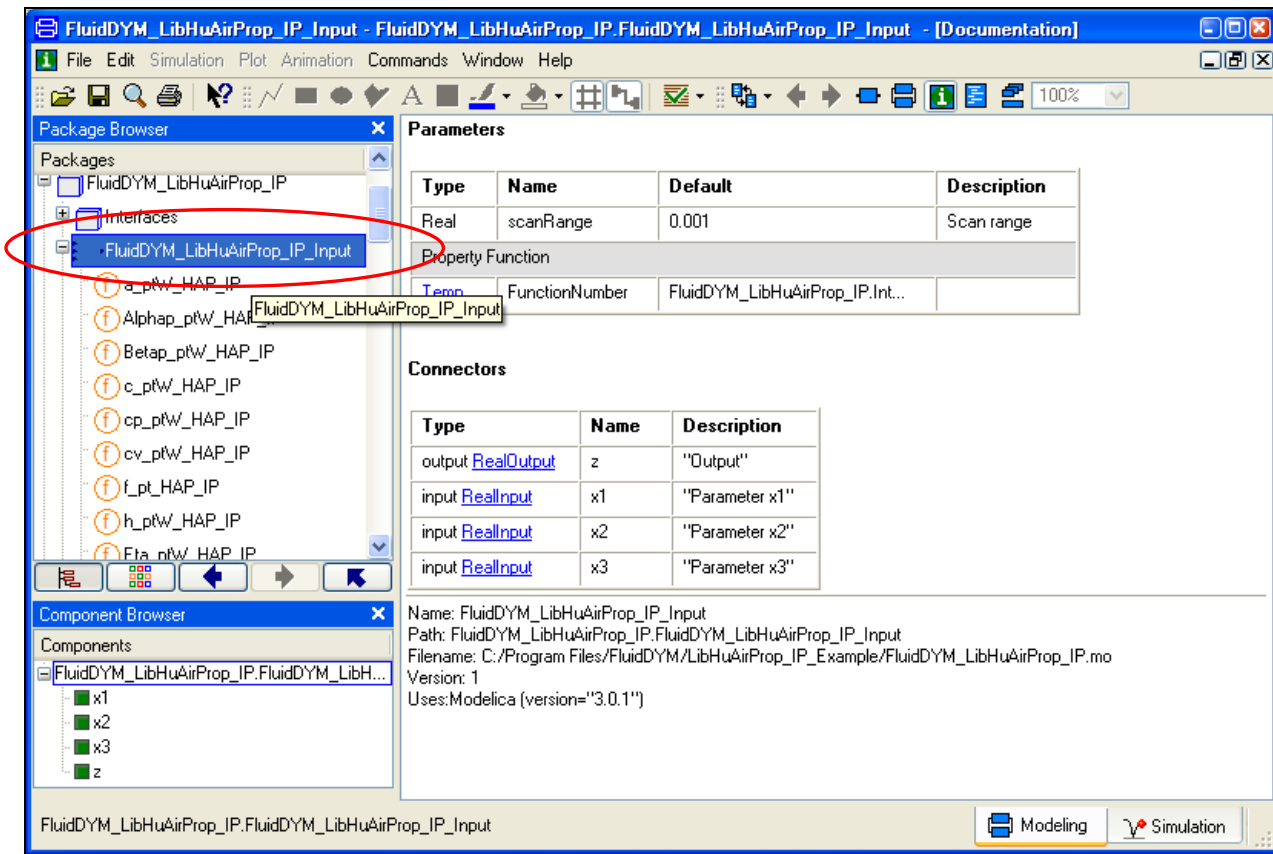 FluidDYM_LibHuAirProp_IP_Input - FluidDYM_LibHuAirProp_IP.FluidDYM_LibHuAirProp_IP_Input - [Documentation]
File Edit Simulation Plot Animation Commands Window Help
100%
Package Browser
Packages
FluidDYM_LibHuAirProp_IP
Interfaces
FluidDYM_LibHuAirProp_IP_Input
a_ptW_HAP_IP
FluidDYM_LibHuAirProp_IP_Input
Alphap_ptW_HAP_IP
Betap_ptW_HAP_IP
c_ptW_HAP_IP
cp_ptW_HAP_IP
cv_ptW_HAP_IP
f_pt_HAP_IP
h_ptW_HAP_IP
Eta_ptW_HAP_IP
Component Browser
Components
FluidDYM_LibHuAirProp_IP.FluidDYM_LibH...
x1
x2
x3
z
Parameters
Type Name Default Description
Real scanRange 0.001 Scan range
Property Function
Temp FunctionNumber FluidDYM_LibHuAirProp_IP.Int...
Connectors
Type Name Description
output RealOutput z "Output"
input RealInput x1 "Parameter x1"
input RealInput x2 "Parameter x2"
input RealInput x3 "Parameter x3"
Name: FluidDYM_LibHuAirProp_IP_Input
Path: FluidDYM_LibHuAirProp_IP.FluidDYM_LibHuAirProp_IP_Input
Filename: C:/Program Files/FluidDYM/LibHuAirProp_IP_Example/FluidDYM_LibHuAirProp_IP.mo
Version: 1
Uses:Modelica (version="3.0.1")
FluidDYM_LibHuAirProp_IP.FluidDYM_LibHuAirProp_IP_Input
Modeling Simulation